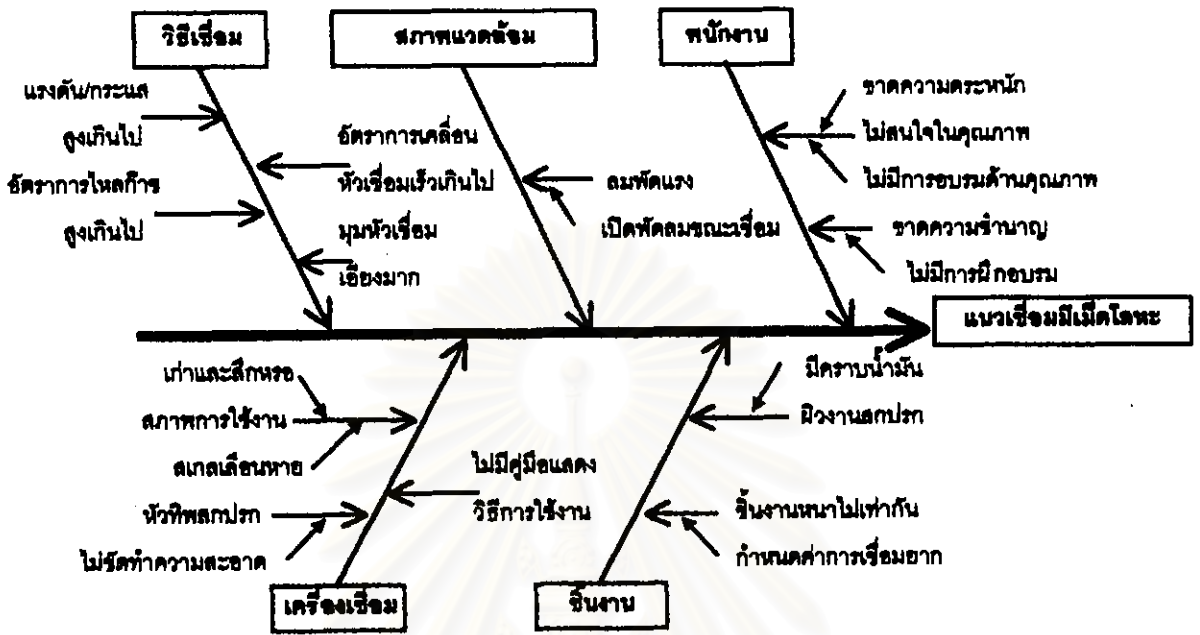 วิธีเชื่อม
สภาพแวดล้อม
พนักงาน
แรงดัน/กระแส
สูงเกินไป
อัตราการไหลก๊าซ
สูงเกินไป
อัตราการเคลื่อน
หัวเชื่อมเร็วเกินไป
มุมหัวเชื่อม
เอียงมาก
ลมพัดแรง
เปิดพัดลมขณะเชื่อม
ขาดความตระหนัก
ไม่สนใจในคุณภาพ
ไม่มีการอบรมด้านคุณภาพ
ขาดความชำนาญ
ไม่มีการฝึกอบรม
แนวเชื่อมมีเม็ดโลหะ
เก่าและสึกหรอ
สภาพการใช้งาน
สเกลเลือนหาย
หัวทิพสกปรก
ไม่ขัดทำความสะอาด
ไม่มีคู่มือแสดง
วิธีการใช้งาน
มีคราบน้ำมัน
ผิวงานสกปรก
ชิ้นงานหนาไม่เท่ากัน
กำหนดค่าการเชื่อมยาก
เครื่องเชื่อม
ชิ้นงาน